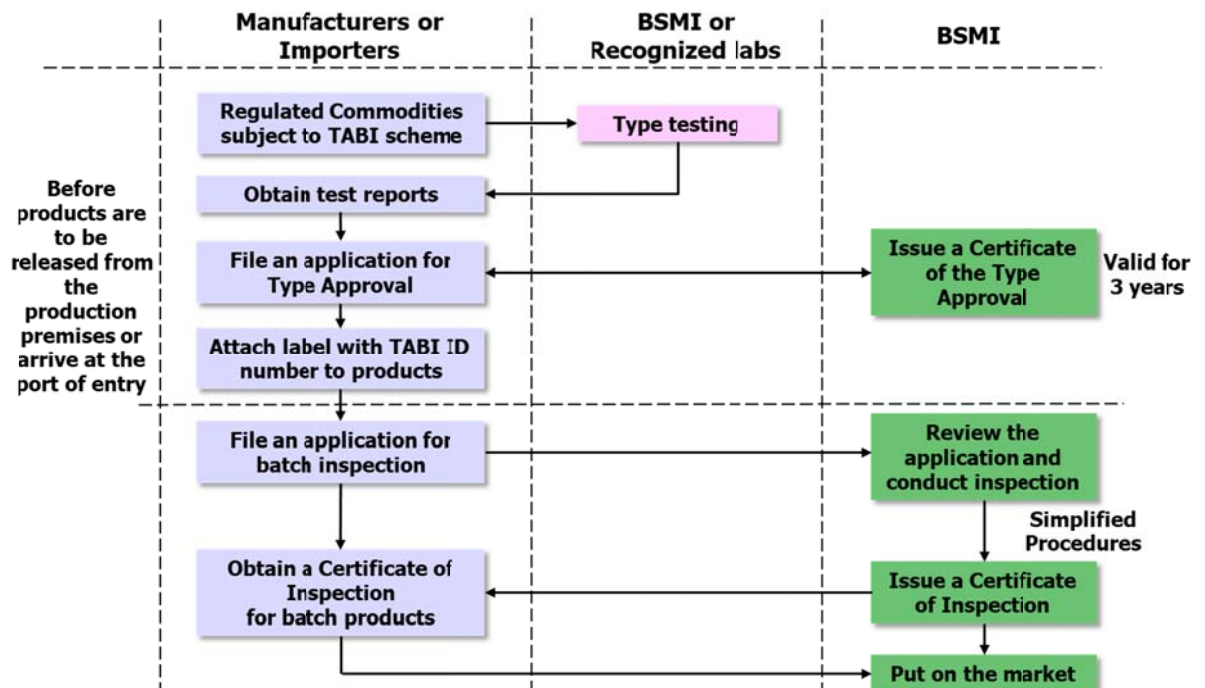 Manufacturers or
Importers
BSMI or
Recognized labs
BSMI
Before
products are
to be
released from
the
production
premises or
arrive at the
port of entry
Regulated Commodities
subject to TABI scheme
Type testing
Obtain test reports
File an application for
Type Approval
Issue a Certificate
of the Type
Approval
Valid for
3 years
Attach label with TABI ID
number to products
File an application for
batch inspection
Review the
application and
conduct inspection
Simplified
Procedures
Obtain a Certificate of
Inspection
for batch products
Issue a Certificate
of Inspection
Put on the market